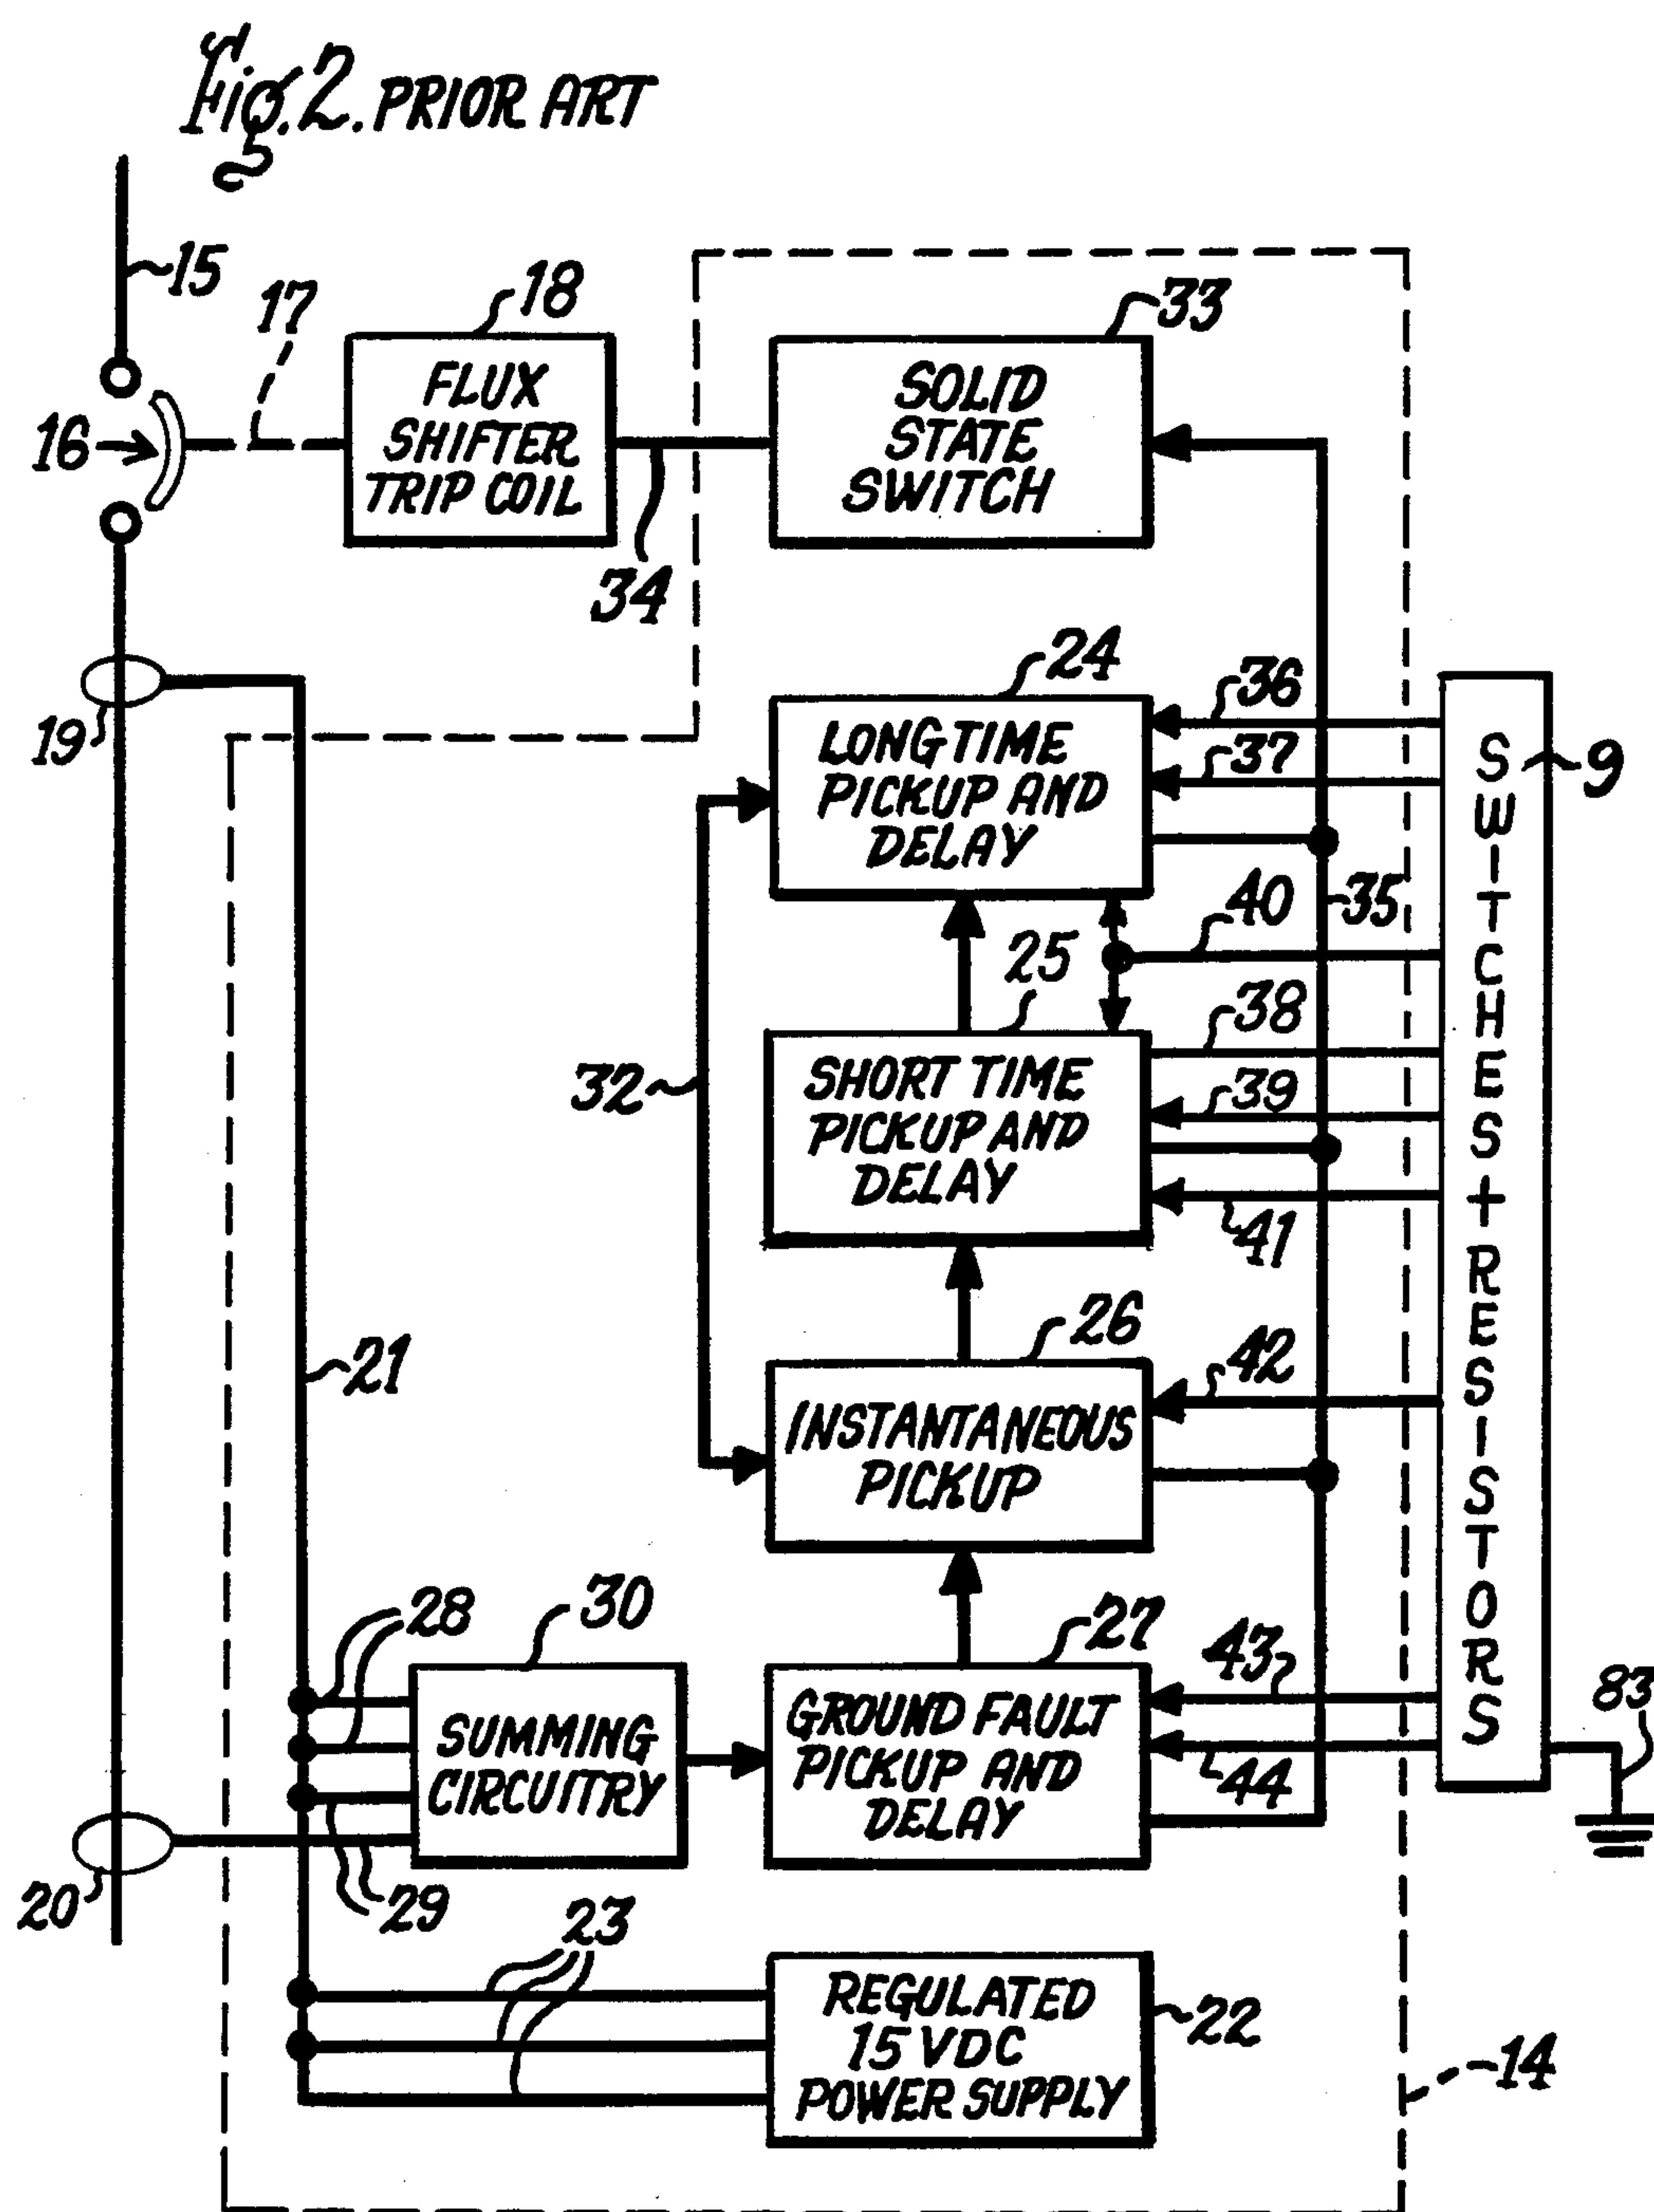 Fig. 2. PRIOR ART
15
17
18
33
FLUX
SHIFTER
TRIP COIL
SOLID
STATE
SWITCH
16
34
19
24
36
37
9
LONG TIME
PICKUP AND
DELAY
SWITCHES + RESISTORS
40
35
25
38
32
39
SHORT TIME
PICKUP AND
DELAY
41
26
42
21
INSTANTANEOUS
PICKUP
28
30
27
43
83
SUMMING
CIRCUITRY
GROUND FAULT
PICKUP AND
DELAY
44
20
29
23
REGULATED
15 VDC
POWER SUPPLY
22
14